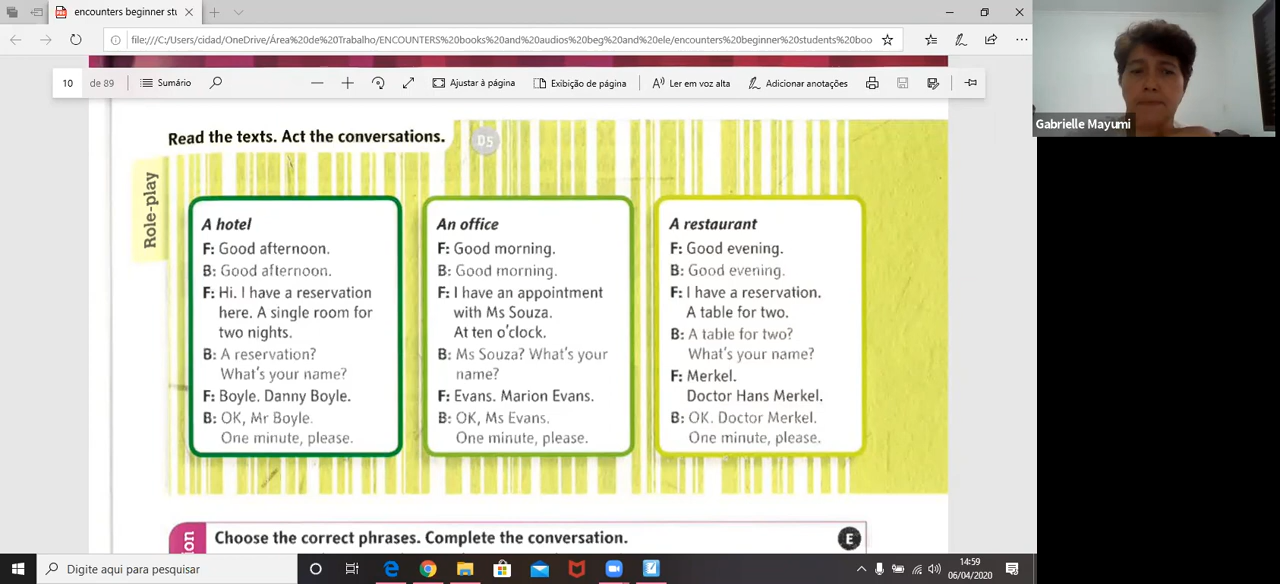 encounters beginner stu
file:///C:/Users/cidad/OneDrive/Área%20de%20Trabalho/ENCOUNTERS%20books%20and%20audios%20beg%20and%20ele/encounters%20beginner%20students%20boo
10 de 89
Sumário
Ajustar à página
Exibição de página
Ler em voz alta
Adicionar anotações
Gabrielle Mayumi
Read the texts. Act the conversations.
D5
Role-play
A hotel
F: Good afternoon.
B: Good afternoon.
F: Hi. I have a reservation
here. A single room for
two nights.
B: A reservation?
What's your name?
F: Boyle. Danny Boyle.
B: OK, Mr Boyle.
One minute, please.
An office
F: Good morning.
B: Good morning.
F: I have an appointment
with Ms Souza.
At ten o'clock.
B: Ms Souza? What's your
name?
F: Evans. Marion Evans.
B: OK, Ms Evans.
One minute, please.
A restaurant
F: Good evening.
B: Good evening.
F: I have a reservation.
A table for two.
B: A table for two?
What's your name?
F: Merkel.
Doctor Hans Merkel.
B: OK. Doctor Merkel.
One minute, please.
Choose the correct phrases. Complete the conversation.
E
Digite aqui para pesquisar
14:59
06/04/2020